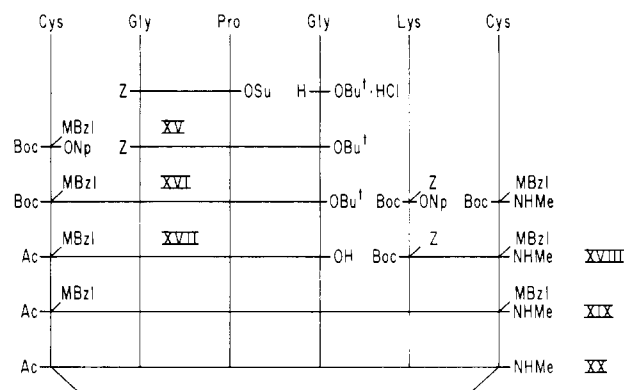 Cys Gly Pro Gly Lys Cys
Z OSu H OBuᵗ·HCl
MBzl XV
Boc ONp Z OBuᵗ
MBzl XVI Z MBzl
Boc OBuᵗ Boc ONp Boc NHMe
MBzl XVII Z MBzl
Ac OH Boc NHMe XVIII
MBzl MBzl
Ac NHMe XIX
Ac NHMe XX